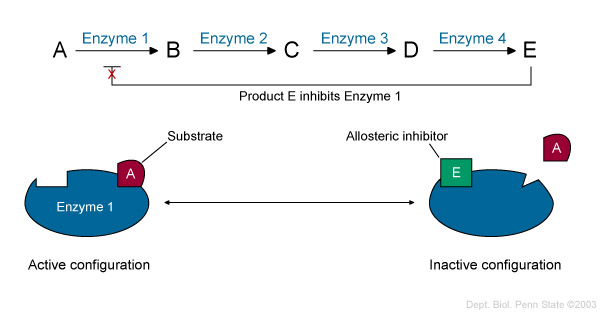 Enzyme 1 Enzyme 2 Enzyme 3 Enzyme 4
A B C D E
Product E inhibits Enzyme 1
Substrate
Allosteric inhibitor
A
A
E
Enzyme 1
Active configuration
Inactive configuration
Dept. Biol. Penn State ©2003